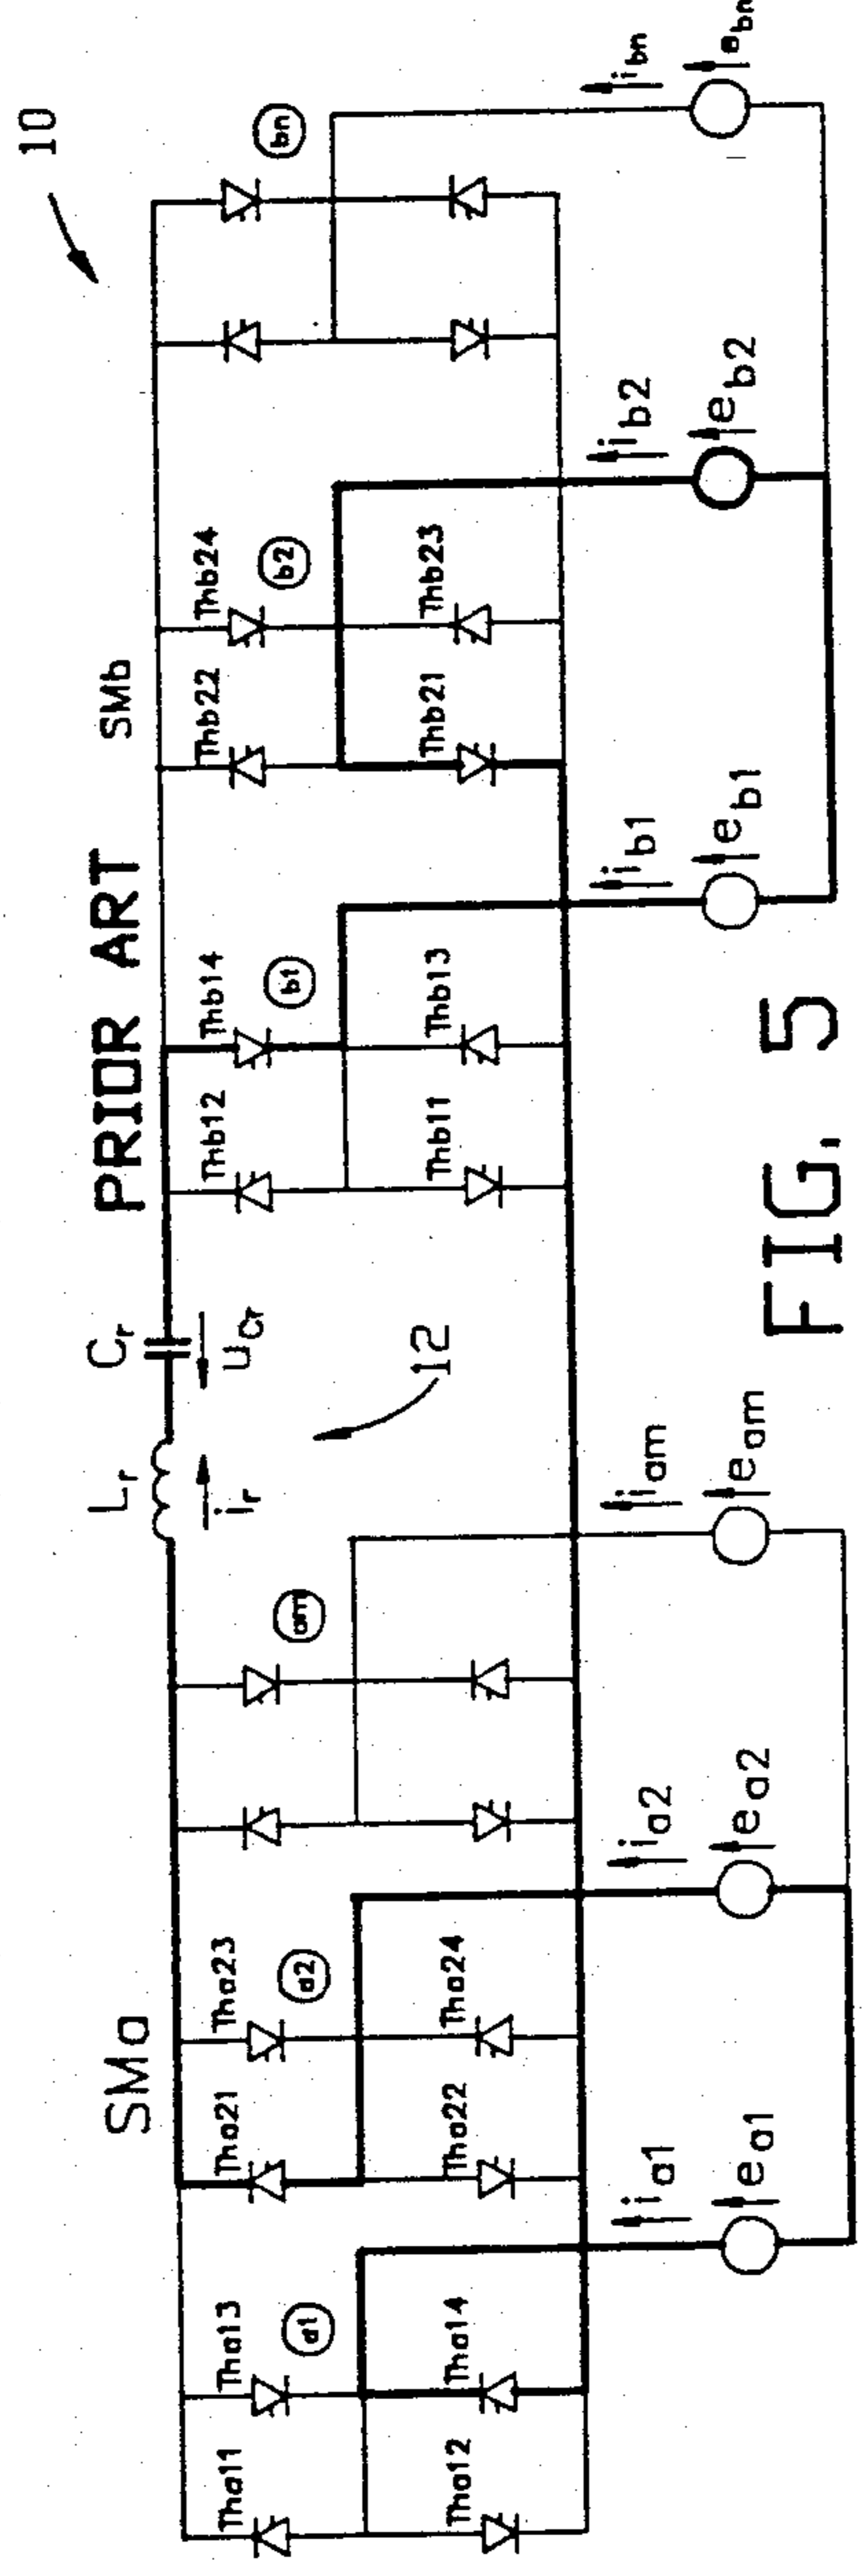 10
PRIOR ART
SMa
SMb
Lr
Cr
ir
uCr
12
Tha11
Tha13
a1
Tha21
Tha23
a2
am
Thb12
Thb14
b1
Thb22
Thb24
b2
bn
Tha12
Tha14
Tha22
Tha24
Thb11
Thb13
Thb21
Thb23
ia1
ia2
iam
ib1
ib2
ibn
ea1
ea2
eam
eb1
eb2
ebn
FIG. 5